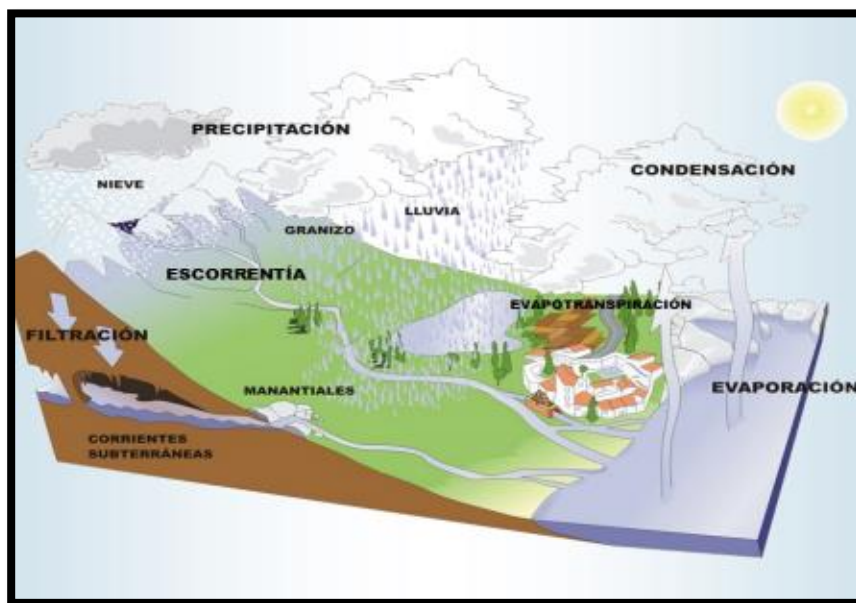 PRECIPITACIÓN
CONDENSACIÓN
NIEVE
LLUVIA
GRANIZO
ESCORRENTÍA
EVAPOTRANSPIRACIÓN
FILTRACIÓN
MANANTIALES
EVAPORACIÓN
CORRIENTES
SUBTERRÁNEAS